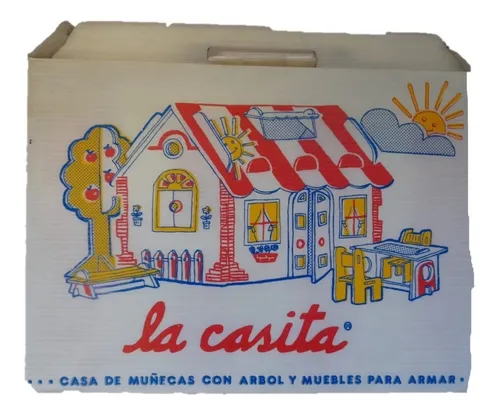 la casita®
... CASA DE MUÑECAS CON ARBOL Y MUEBLES PARA ARMAR .